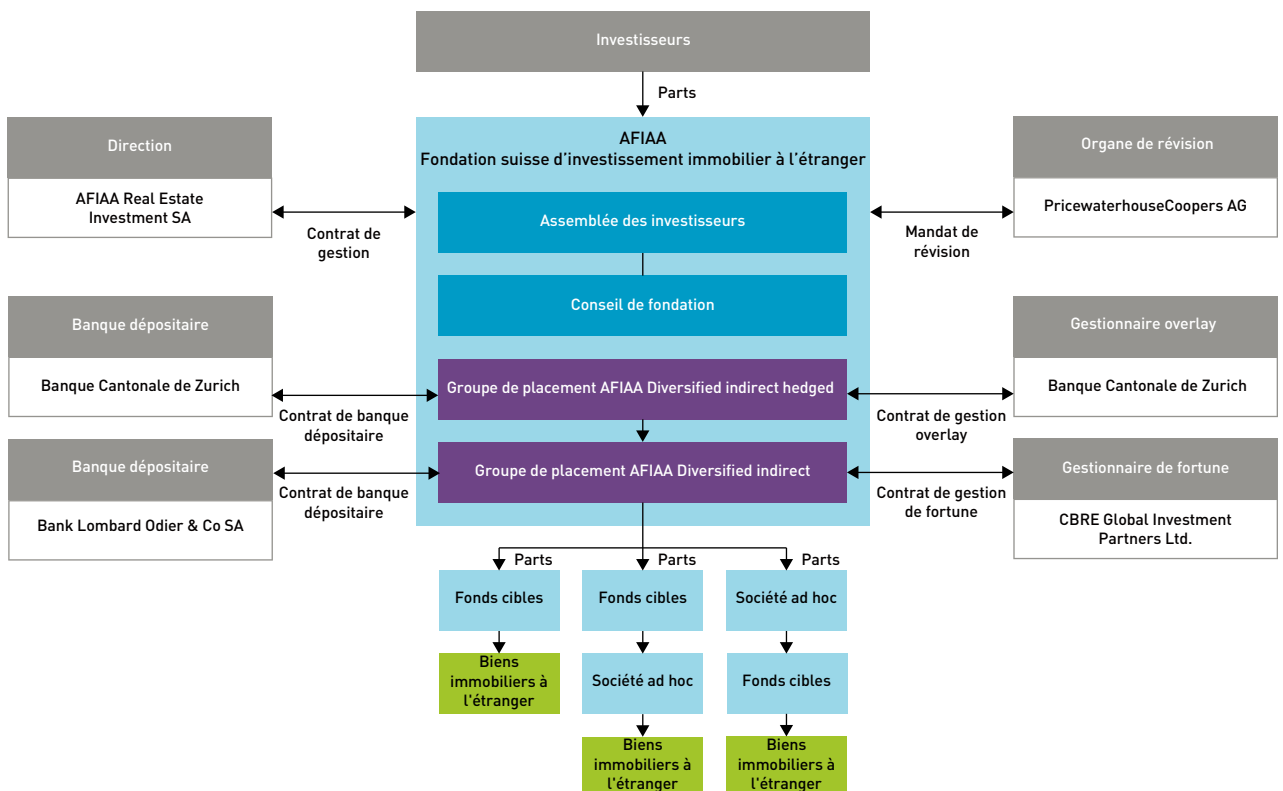 Investisseurs
Parts
Direction
AFIAA Real Estate
Investment SA
Contrat de
gestion
AFIAA
Fondation suisse d’investissement immobilier à l’étranger
Assemblée des investisseurs
Conseil de fondation
Organe de révision
PricewaterhouseCoopers AG
Mandat de
révision
Banque dépositaire
Banque Cantonale de Zurich
Contrat de banque
dépositaire
Groupe de placement AFIAA Diversified indirect hedged
Gestionnaire overlay
Banque Cantonale de Zurich
Contrat de gestion
overlay
Banque dépositaire
Bank Lombard Odier & Co SA
Contrat de banque
dépositaire
Groupe de placement AFIAA Diversified indirect
Gestionnaire de fortune
CBRE Global Investment
Partners Ltd.
Contrat de gestion
de fortune
Parts
Parts
Parts
Fonds cibles
Fonds cibles
Société ad hoc
Biens
immobiliers à
l'étranger
Société ad hoc
Fonds cibles
Biens
immobiliers à
l'étranger
Biens
immobiliers à
l'étranger